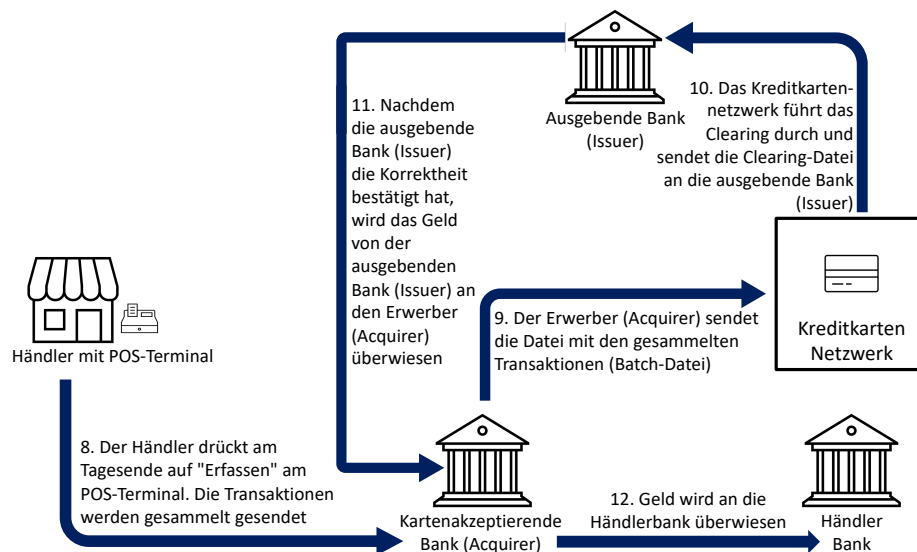 Ausgebende Bank
(Issuer)
10. Das Kreditkarten-
netzwerk führt das
Clearing durch und
sendet die Clearing-Datei
an die ausgebende Bank
(Issuer)
11. Nachdem
die ausgebende
Bank (Issuer)
die Korrektheit
bestätigt hat,
wird das Geld
von der
ausgebenden
Bank (Issuer) an
den Erwerber
(Acquirer)
überwiesen
Händler mit POS-Terminal
9. Der Erwerber (Acquirer) sendet
die Datei mit den gesammelten
Transaktionen (Batch-Datei)
Kreditkarten
Netzwerk
8. Der Händler drückt am
Tagesende auf "Erfassen" am
POS-Terminal. Die Transaktionen
werden gesammelt gesendet
Kartenakzeptierende
Bank (Acquirer)
12. Geld wird an die
Händlerbank überwiesen
Händler
Bank